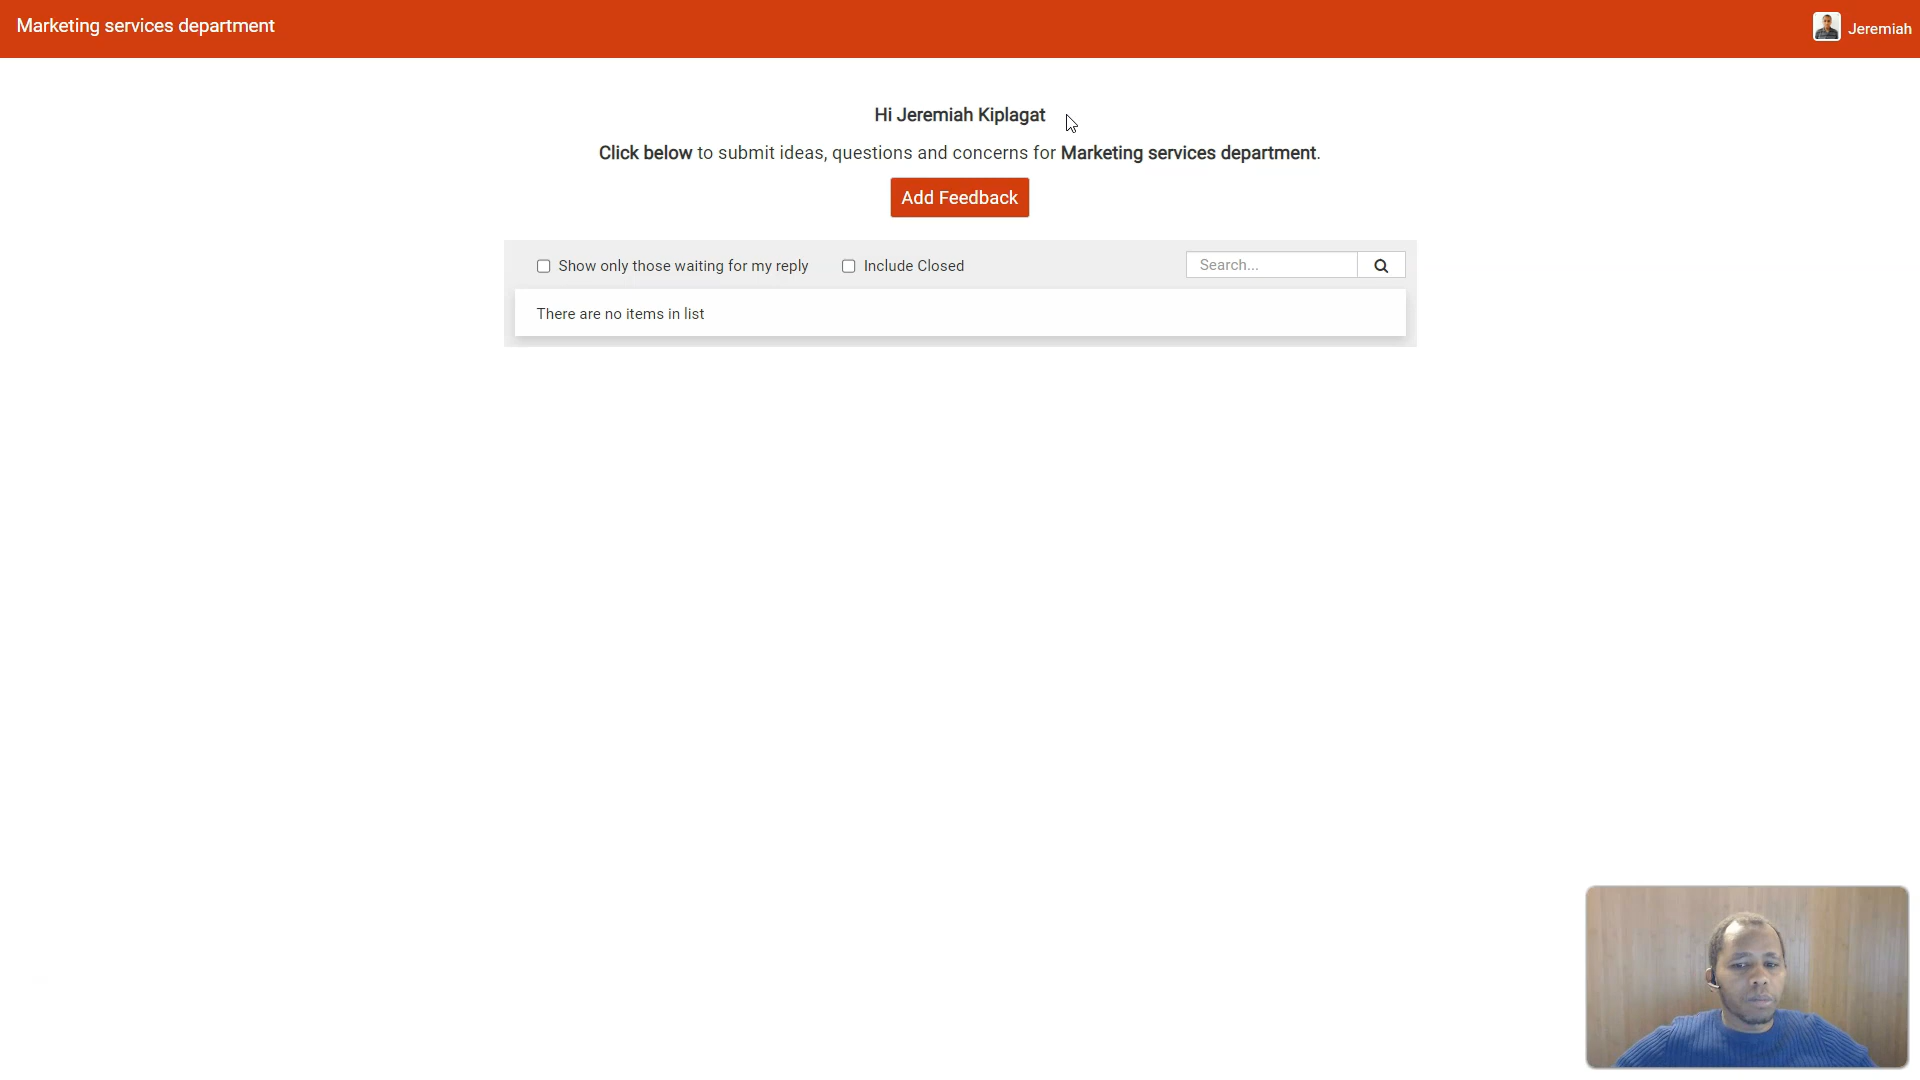 Marketing services department
Jeremiah
Hi Jeremiah Kiplagat
Click below to submit ideas, questions and concerns for Marketing services department.
Add Feedback
Show only those waiting for my reply
Include Closed
Search...
There are no items in list